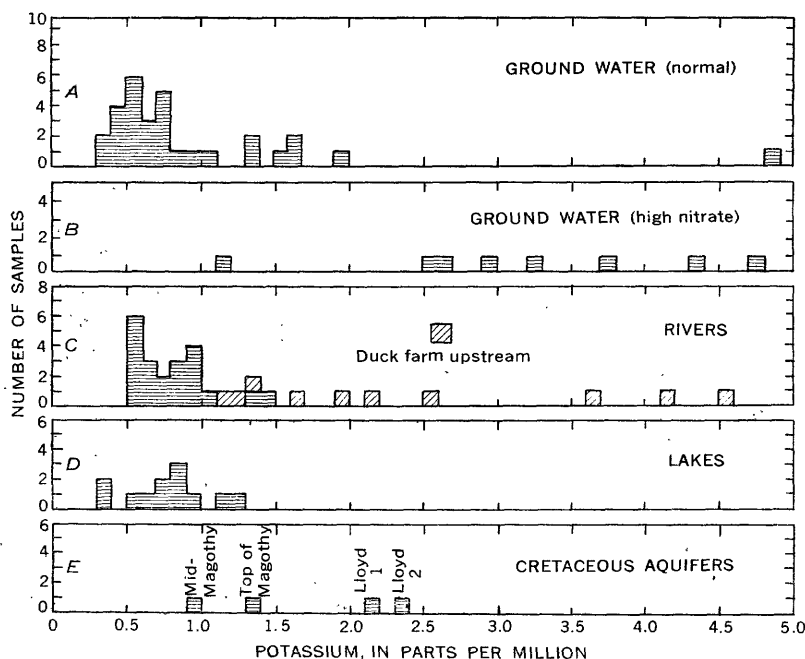 NUMBER OF SAMPLES
10
8
6
4
2
0
A
GROUND WATER (normal)
4
2
0
B
GROUND WATER (high nitrate)
8
6
4
2
0
C
RIVERS
Duck farm upstream
6
4
2
0
D
LAKES
6
4
2
0
E
Mid-
Magothy
Top of
Magothy
Lloyd
1
Lloyd
2
CRETACEOUS AQUIFERS
0 0.5 1.0 1.5 2.0 2.5 3.0 3.5 4.0 4.5 5.0
POTASSIUM, IN PARTS PER MILLION